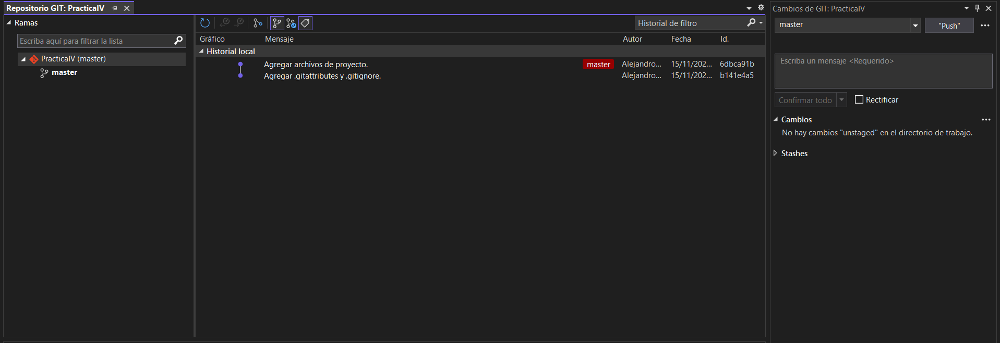 Repositorio GIT: PracticaIV
Ramas
Escriba aquí para filtrar la lista
PracticaIV (master)
master
Historial de filtro
Gráfico Mensaje Autor Fecha Id.
Historial local
Agregar archivos de proyecto. master Alejandro... 15/11/202... 6dbca91b
Agregar .gitattributes y .gitignore. Alejandro... 15/11/202... b141e4a5
Cambios de GIT: PracticaIV
master "Push"
Escriba un mensaje <Requerido>
Confirmar todo Rectificar
Cambios
No hay cambios "unstaged" en el directorio de trabajo.
Stashes